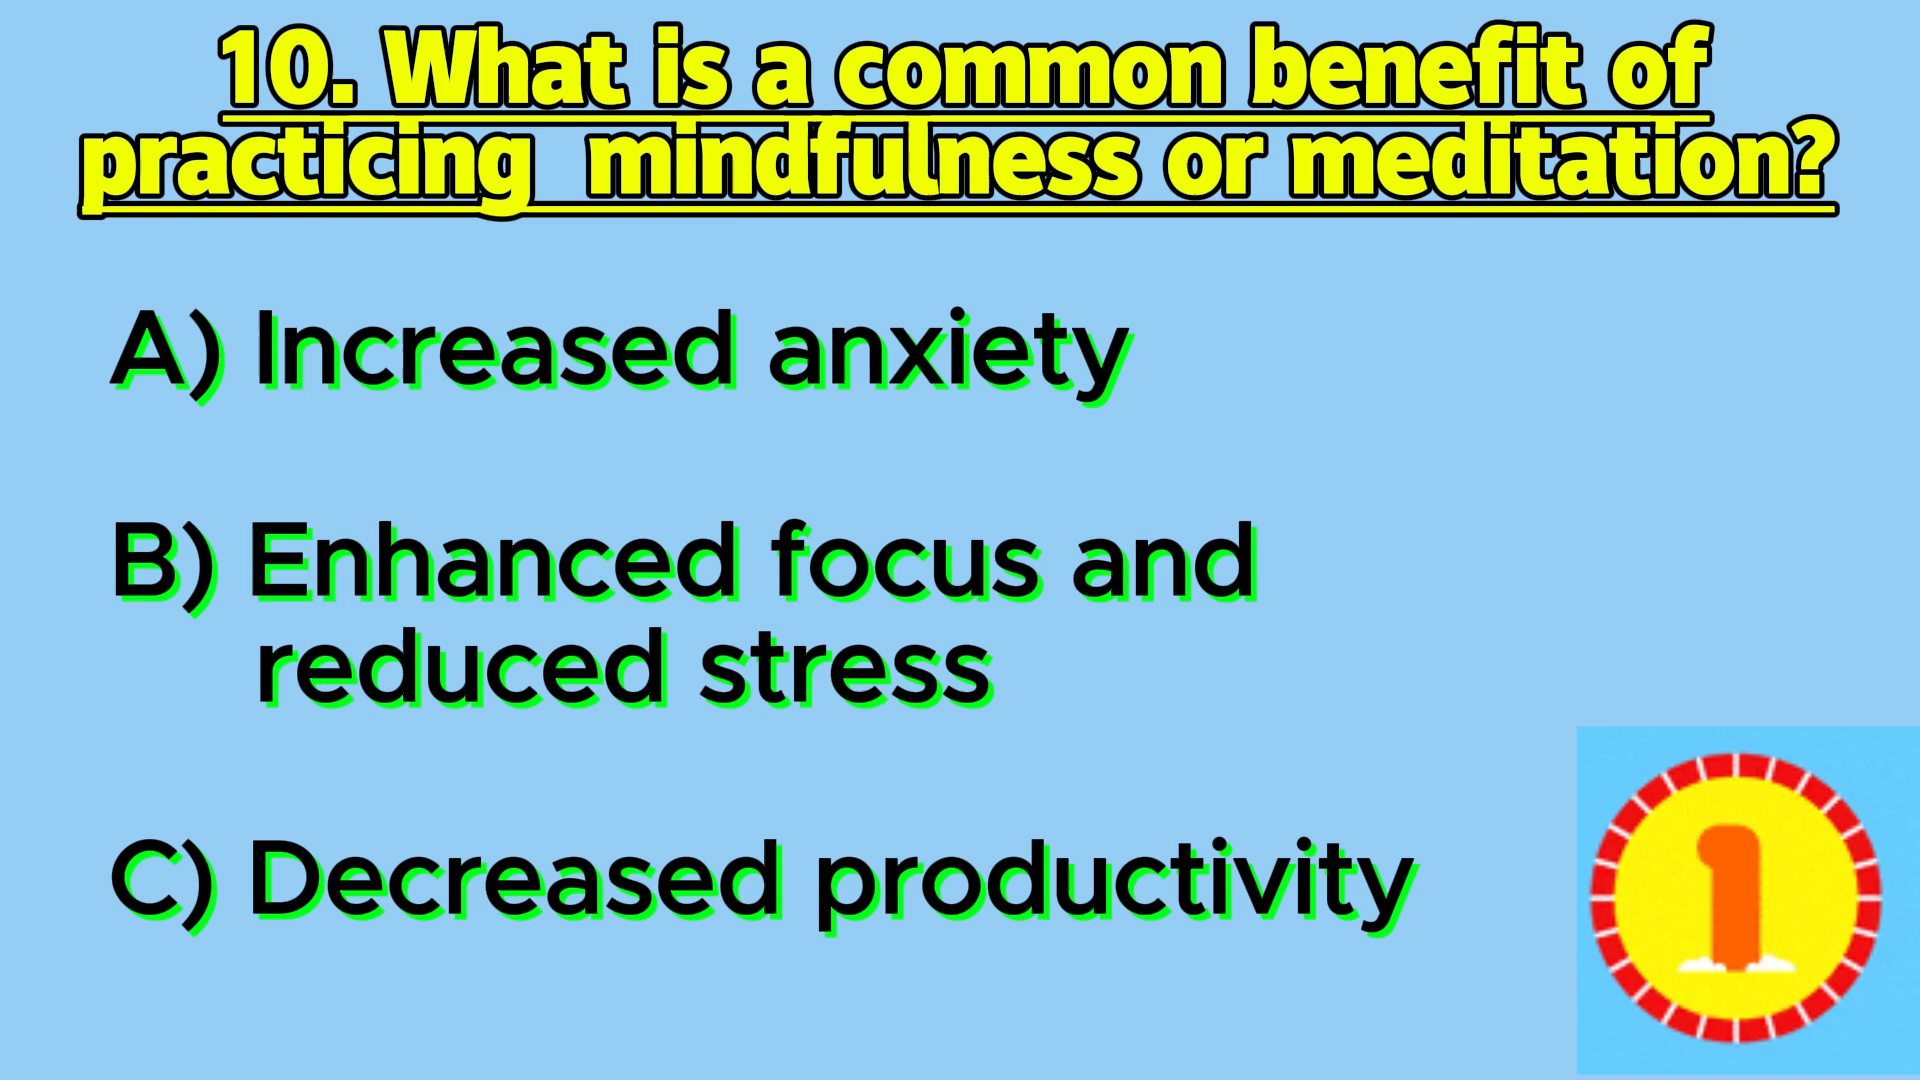 10. What is a common benefit of
practicing  mindfulness or meditation?
A) Increased anxiety
B) Enhanced focus and
reduced stress
C) Decreased productivity
1